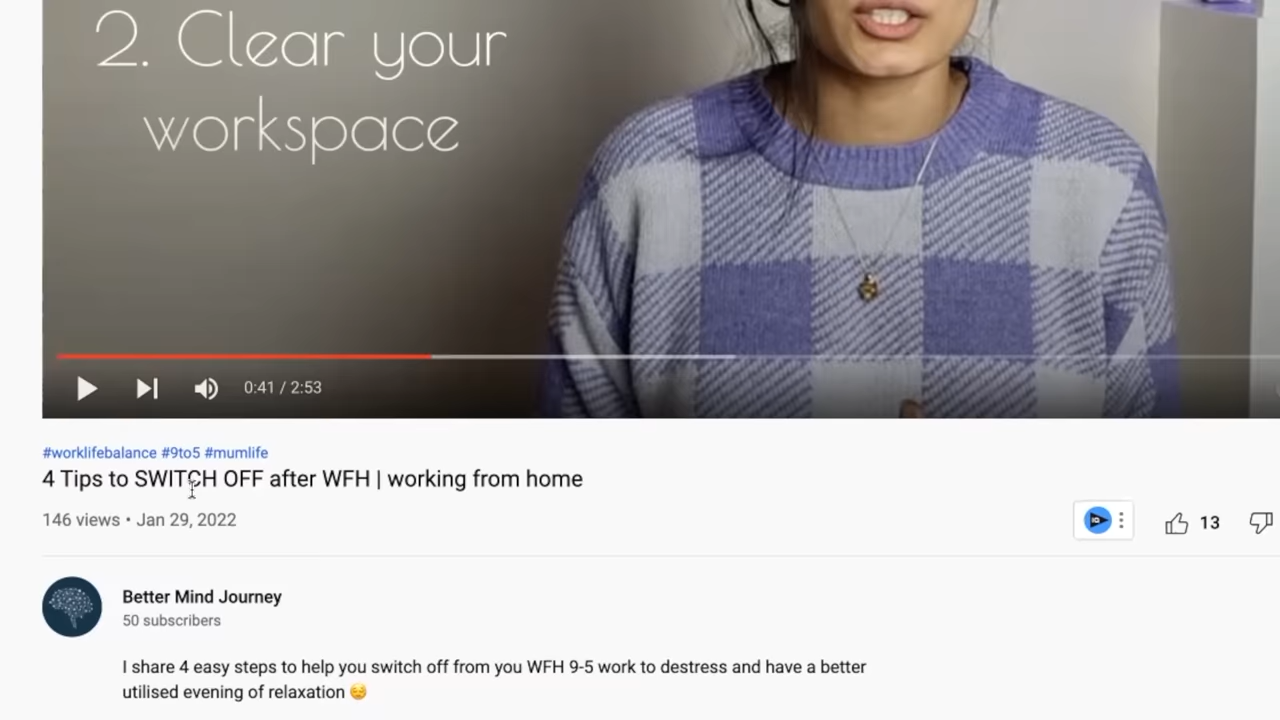 2. Clear your
workspace
0:41 / 2:53
#worklifebalance #9to5 #mumlife
4 Tips to SWITCH OFF after WFH | working from home
146 views • Jan 29, 2022
13
Better Mind Journey
50 subscribers
I share 4 easy steps to help you switch off from you WFH 9-5 work to destress and have a better
utilised evening of relaxation 😌